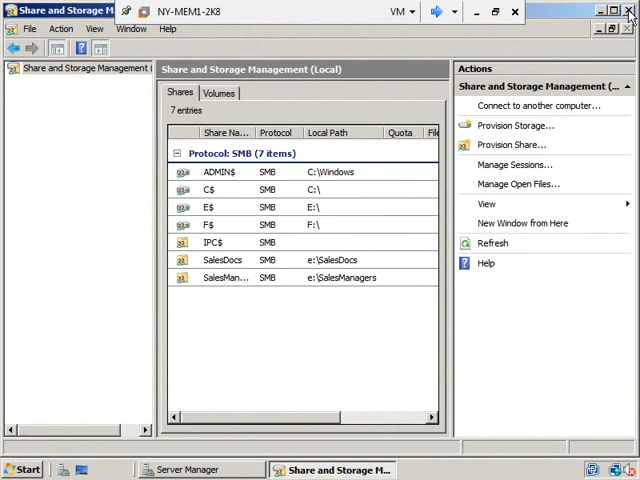 Share and Storage M
NY-MEM1-2K8
VM
File Action View Window Help
Share and Storage Management (
Share and Storage Management (Local)
Shares Volumes
7 entries
Share Na... Protocol Local Path Quota File
Protocol: SMB (7 items)
ADMIN$ SMB C:\Windows
C$ SMB C:\
E$ SMB E:\
F$ SMB F:\
IPC$ SMB
SalesDocs SMB e:\SalesDocs
SalesMan... SMB e:\SalesManagers
Actions
Share and Storage Management (...
Connect to another computer...
Provision Storage...
Provision Share...
Manage Sessions...
Manage Open Files...
View
New Window from Here
Refresh
Help
Start Server Manager Share and Storage M...